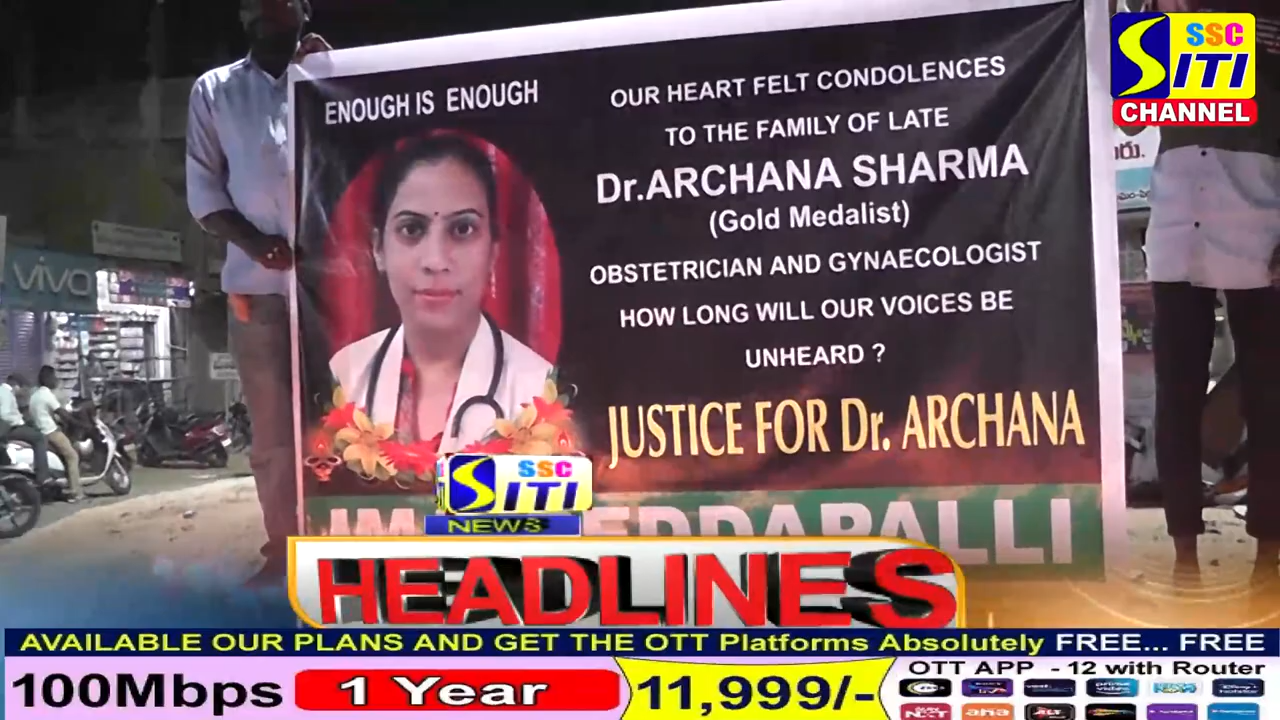 ENOUGH IS ENOUGH
OUR HEART FELT CONDOLENCES
TO THE FAMILY OF LATE
Dr.ARCHANA SHARMA
(Gold Medalist)
OBSTETRICIAN AND GYNAECOLOGIST
HOW LONG WILL OUR VOICES BE
UNHEARD ?
JUSTICE FOR Dr. ARCHANA
SSC
SITI
CHANNEL
vivo
SSC
SITI
NEWS
HEADLINES
AVAILABLE OUR PLANS AND GET THE OTT Platforms Absolutely FREE... FREE
100Mbps
1 Year
11,999/-
OTT APP - 12 with Router